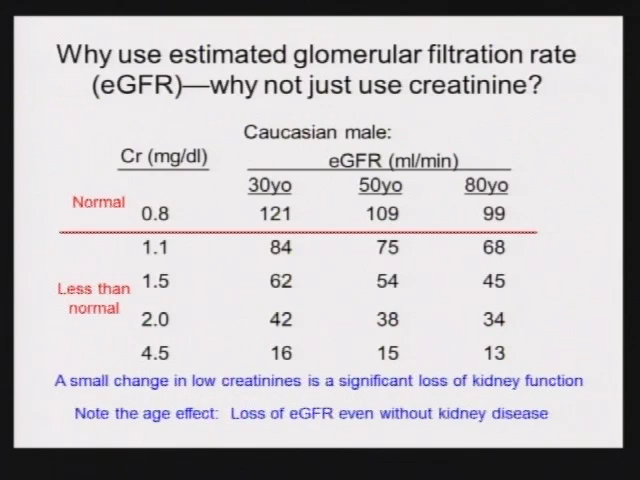 Why use estimated glomerular filtration rate
(eGFR)—why not just use creatinine?
Caucasian male:
Cr (mg/dl) eGFR (ml/min)
30yo 50yo 80yo
Normal
0.8 121 109 99
1.1 84 75 68
Less than
normal
1.5 62 54 45
2.0 42 38 34
4.5 16 15 13
A small change in low creatinines is a significant loss of kidney function
Note the age effect: Loss of eGFR even without kidney disease